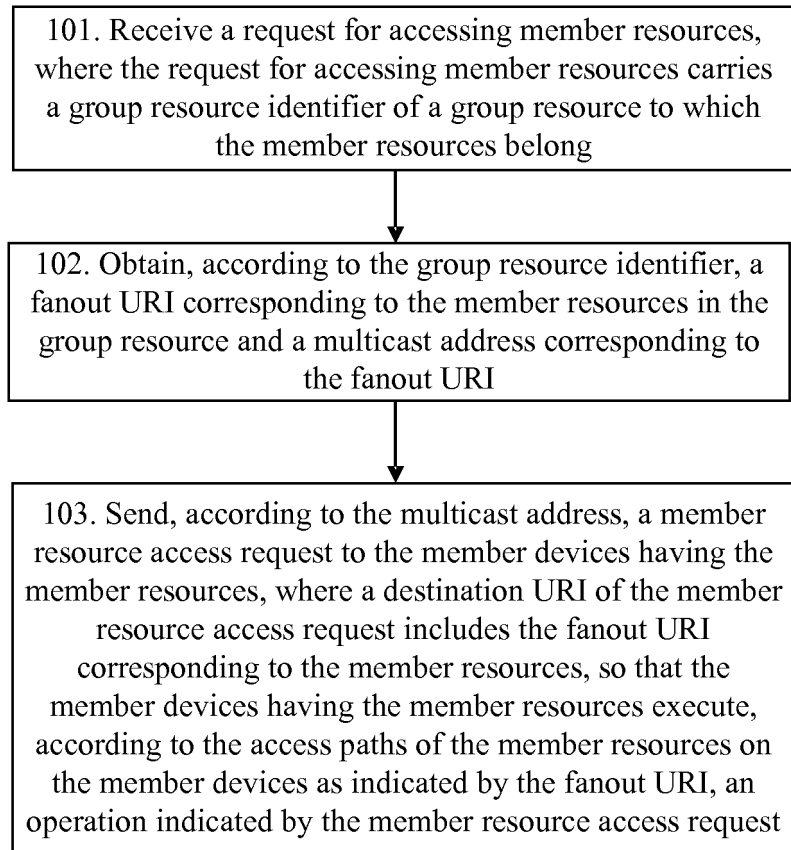 101. Receive a request for accessing member resources,
where the request for accessing member resources carries
a group resource identifier of a group resource to which
the member resources belong
102. Obtain, according to the group resource identifier, a
fanout URI corresponding to the member resources in the
group resource and a multicast address corresponding to
the fanout URI
103. Send, according to the multicast address, a member
resource access request to the member devices having the
member resources, where a destination URI of the member
resource access request includes the fanout URI
corresponding to the member resources, so that the
member devices having the member resources execute,
according to the access paths of the member resources on
the member devices as indicated by the fanout URI, an
operation indicated by the member resource access request